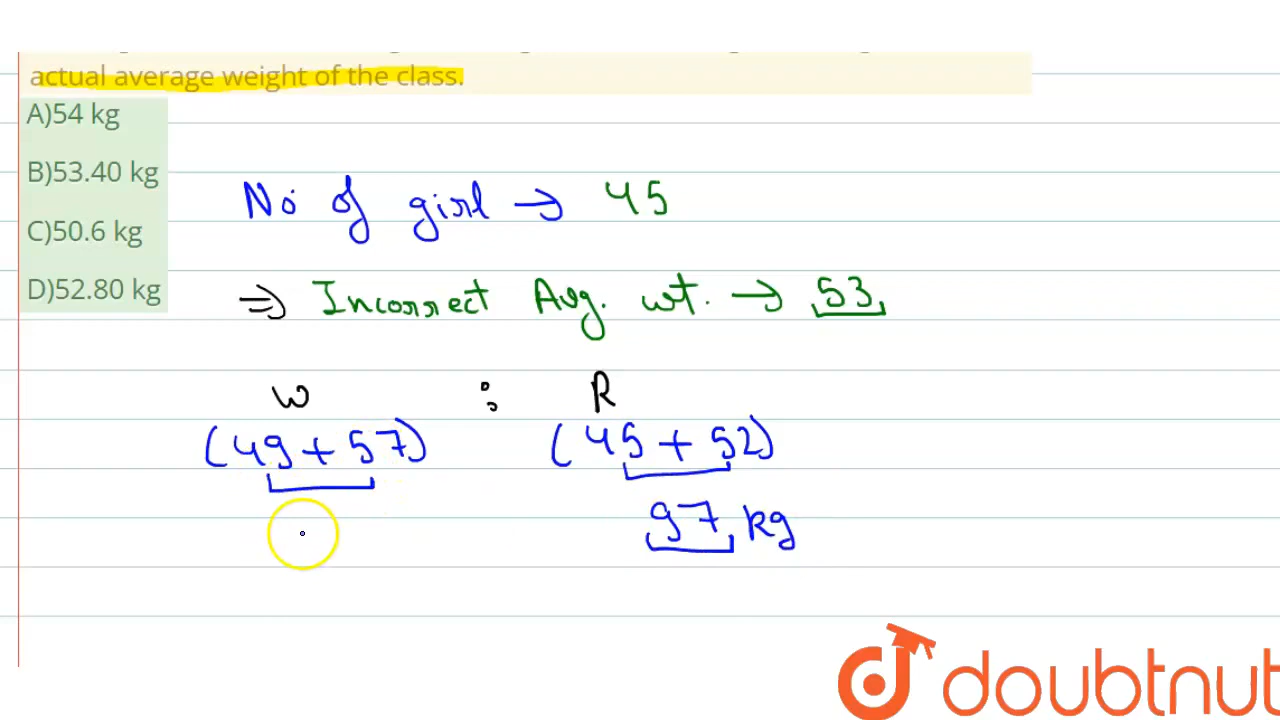 actual average weight of the class.
A)54 kg
B)53.40 kg
C)50.6 kg
D)52.80 kg
No of girl → 45
⇒ Incorrect Avg. wt. → 53
W : R
(49 + 57) (45 + 52)
97 kg
doubtnut